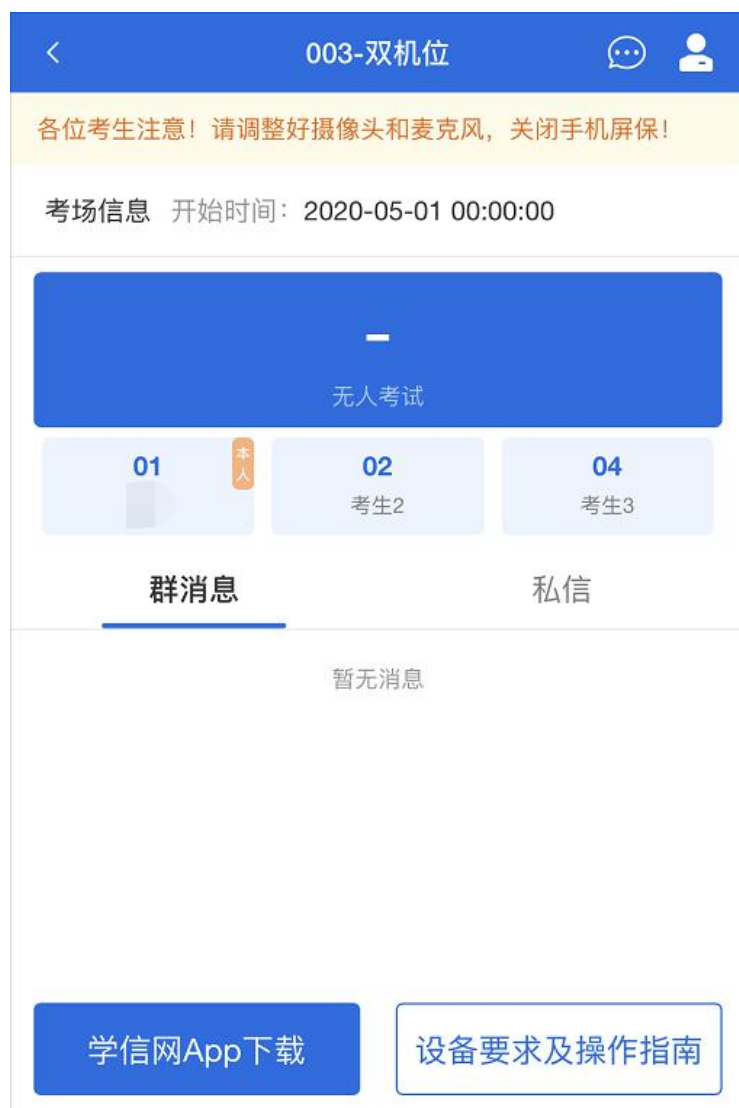 003-双机位
各位考生注意！请调整好摄像头和麦克风，关闭手机屏保！
考场信息 开始时间：2020-05-01 00:00:00
-
无人考试
01 本人 02 04
考生2 考生3
群消息 私信
暂无消息
学信网App下载 设备要求及操作指南